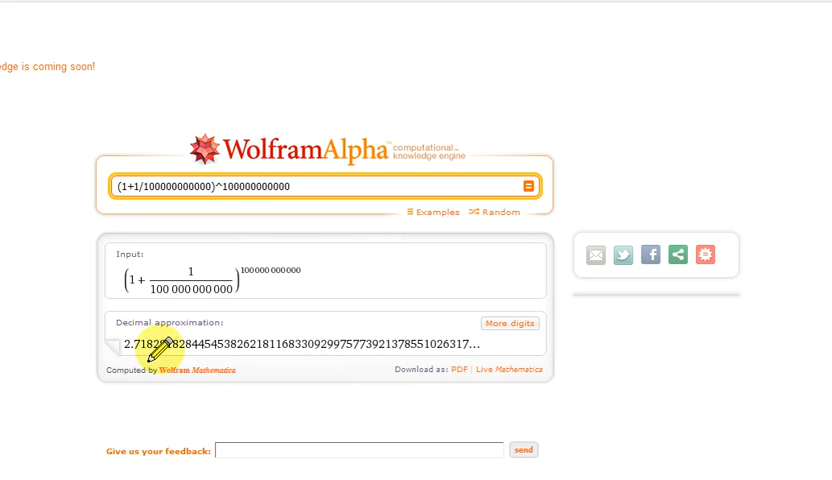 edge is coming soon!
WolframAlpha computational knowledge engine
(1+1/100000000000)^100000000000
Examples Random
Input:
(1 + 1/100 000 000 000)^100 000 000 000
Decimal approximation: More digits
2.7182818284454538262181168330929975773921378551026317...
Computed by Wolfram Mathematica Download as: PDF | Live Mathematica
Give us your feedback: send